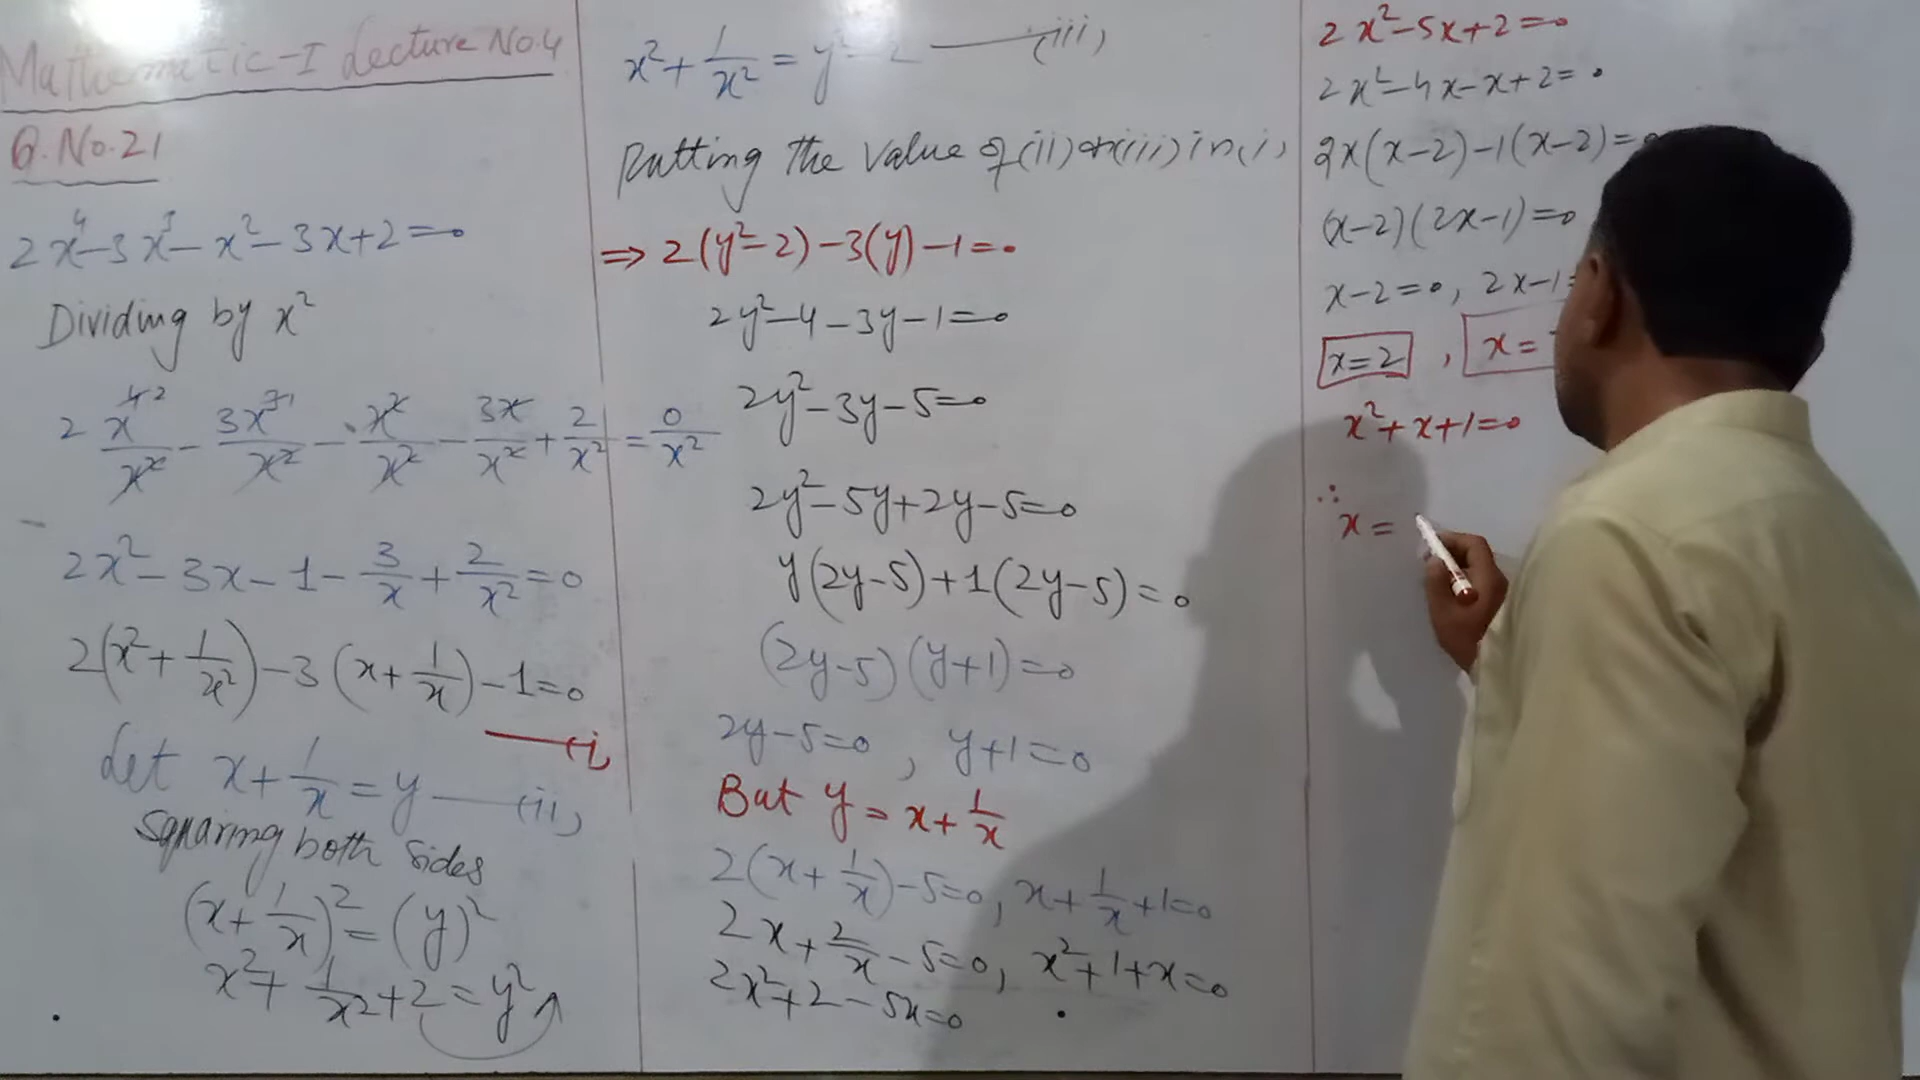 Mathematic-I Lecture No.4
Q.No.21
2x⁴-3x³-x²-3x+2=0
Dividing by x²
2 x⁴/x² - 3x³/x² - x²/x² - 3x/x² + 2/x² = 0/x²
2x²-3x-1-3/x+2/x²=0
2(x²+1/x²)-3(x+1/x)-1=0
(i)
Let x+1/x=y (ii)
Squaring both sides
(x+1/x)²=(y)²
x²+1/x²+2=y²
x²+1/x²=y²-2 (iii)
Putting the value of (ii) & (iii) in (i)
⇒ 2(y²-2)-3(y)-1=0
2y²-4-3y-1=0
2y²-3y-5=0
2y²-5y+2y-5=0
y(2y-5)+1(2y-5)=0
(2y-5)(y+1)=0
2y-5=0, y+1=0
But y=x+1/x
2(x+1/x)-5=0, x+1/x+1=0
2x+2/x-5=0, x²+1+x=0
2x²+2-5x=0
2x²-5x+2=0
2x²-4x-x+2=0
2x(x-2)-1(x-2)=0
(x-2)(2x-1)=0
x-2=0, 2x-1=
x=2, x=
x²+x+1=0
∴
x=